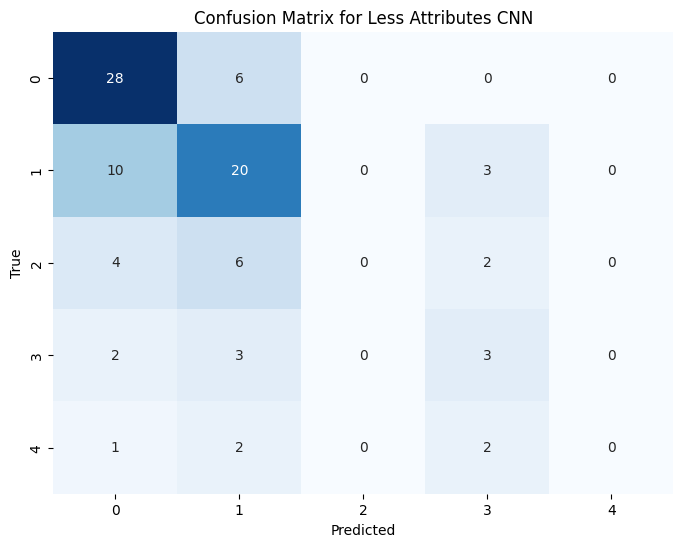 Confusion Matrix for Less Attributes CNN
0 28 6 0 0 0
1 10 20 0 3 0
2 4 6 0 2 0
3 2 3 0 3 0
4 1 2 0 2 0
True
0 1 2 3 4
Predicted